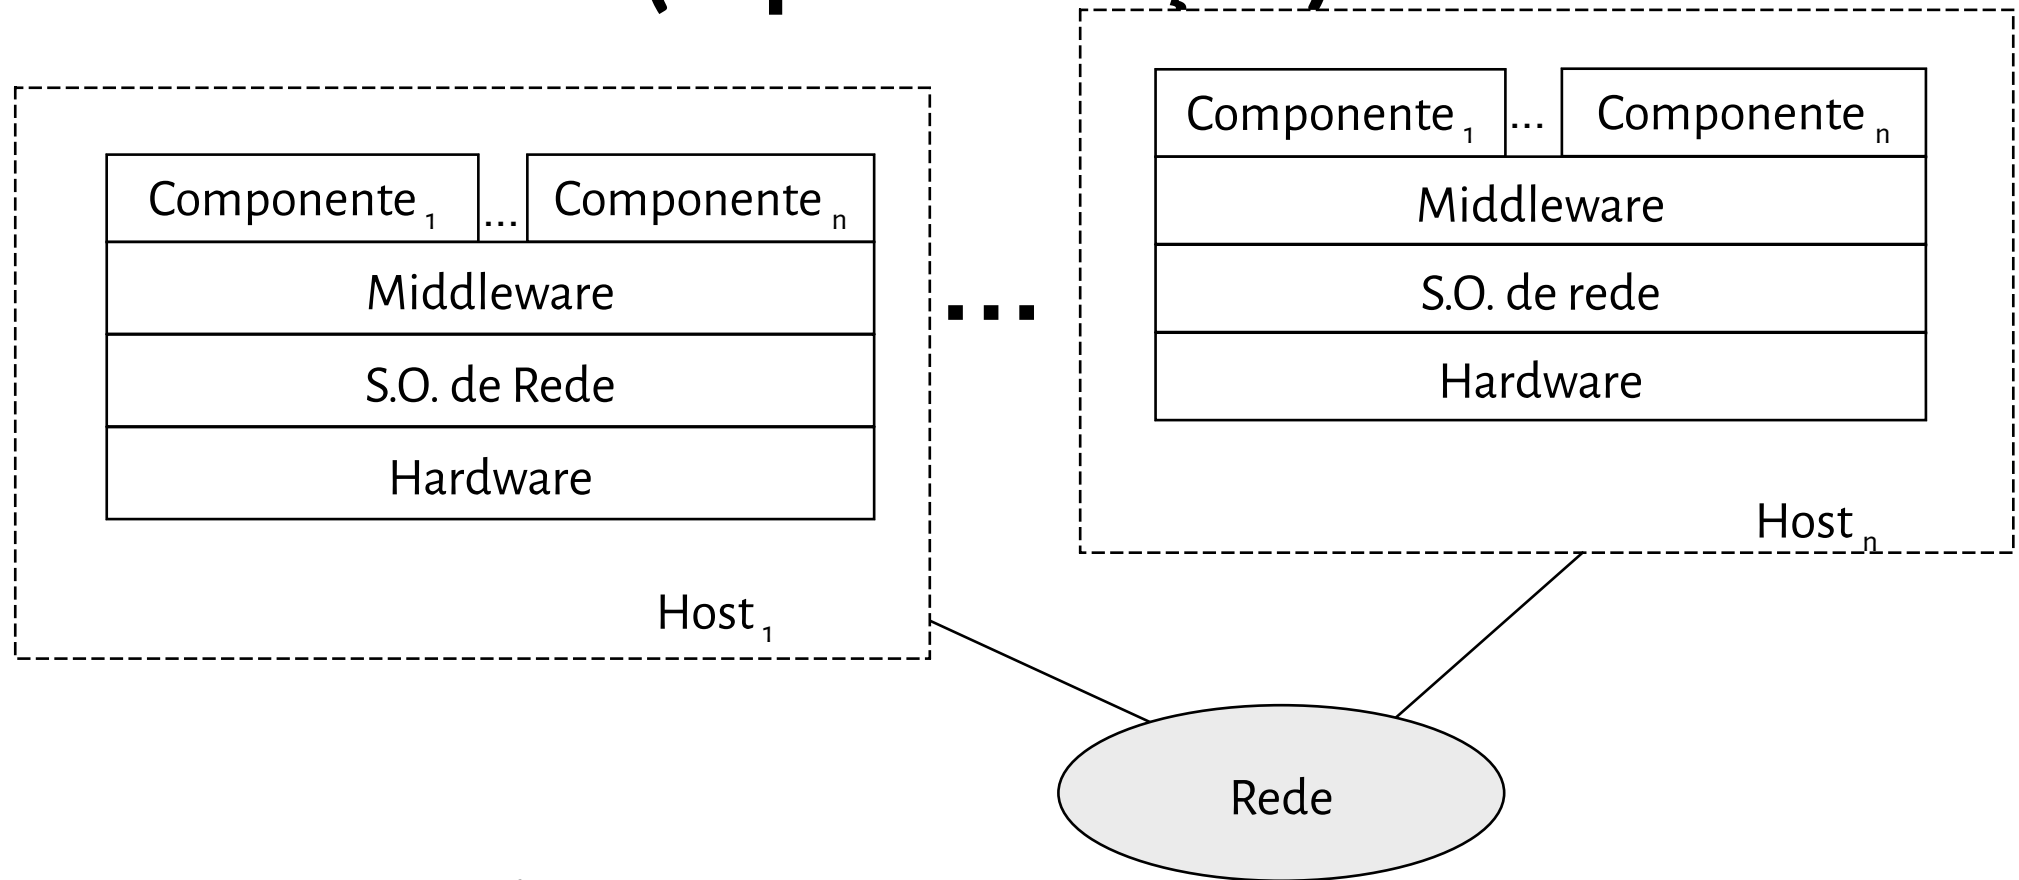 Componente 1 ... Componente n
Middleware
S.O. de Rede
Hardware
Host 1
...
Componente 1 ... Componente n
Middleware
S.O. de rede
Hardware
Host n
Rede